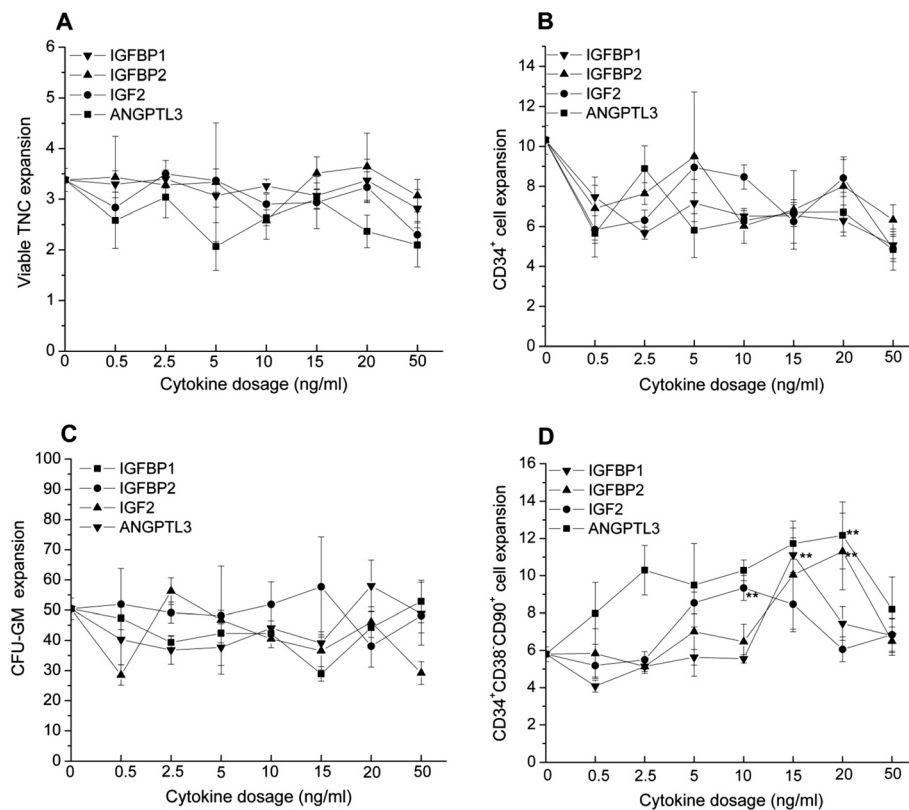 A
IGFBP1
IGFBP2
IGF2
ANGPTL3
Viable TNC expansion
6
5
4
3
2
1
0
0 0.5 2.5 5 10 15 20 50
Cytokine dosage (ng/ml)
B
IGFBP1
IGFBP2
IGF2
ANGPTL3
CD34+ cell expansion
14
12
10
8
6
4
2
0
0 0.5 2.5 5 10 15 20 50
Cytokine dosage (ng/ml)
C
IGFBP1
IGFBP2
IGF2
ANGPTL3
CFU-GM expansion
100
90
80
70
60
50
40
30
20
10
0
0 0.5 2.5 5 10 15 20 50
Cytokine dosage (ng/ml)
D
IGFBP1
IGFBP2
IGF2
ANGPTL3
CD34+CD38-CD90+ cell expansion
16
14
12
10
8
6
4
2
0
**
**
**
**
0 0.5 2.5 5 10 15 20 50
Cytokine dosage (ng/ml)